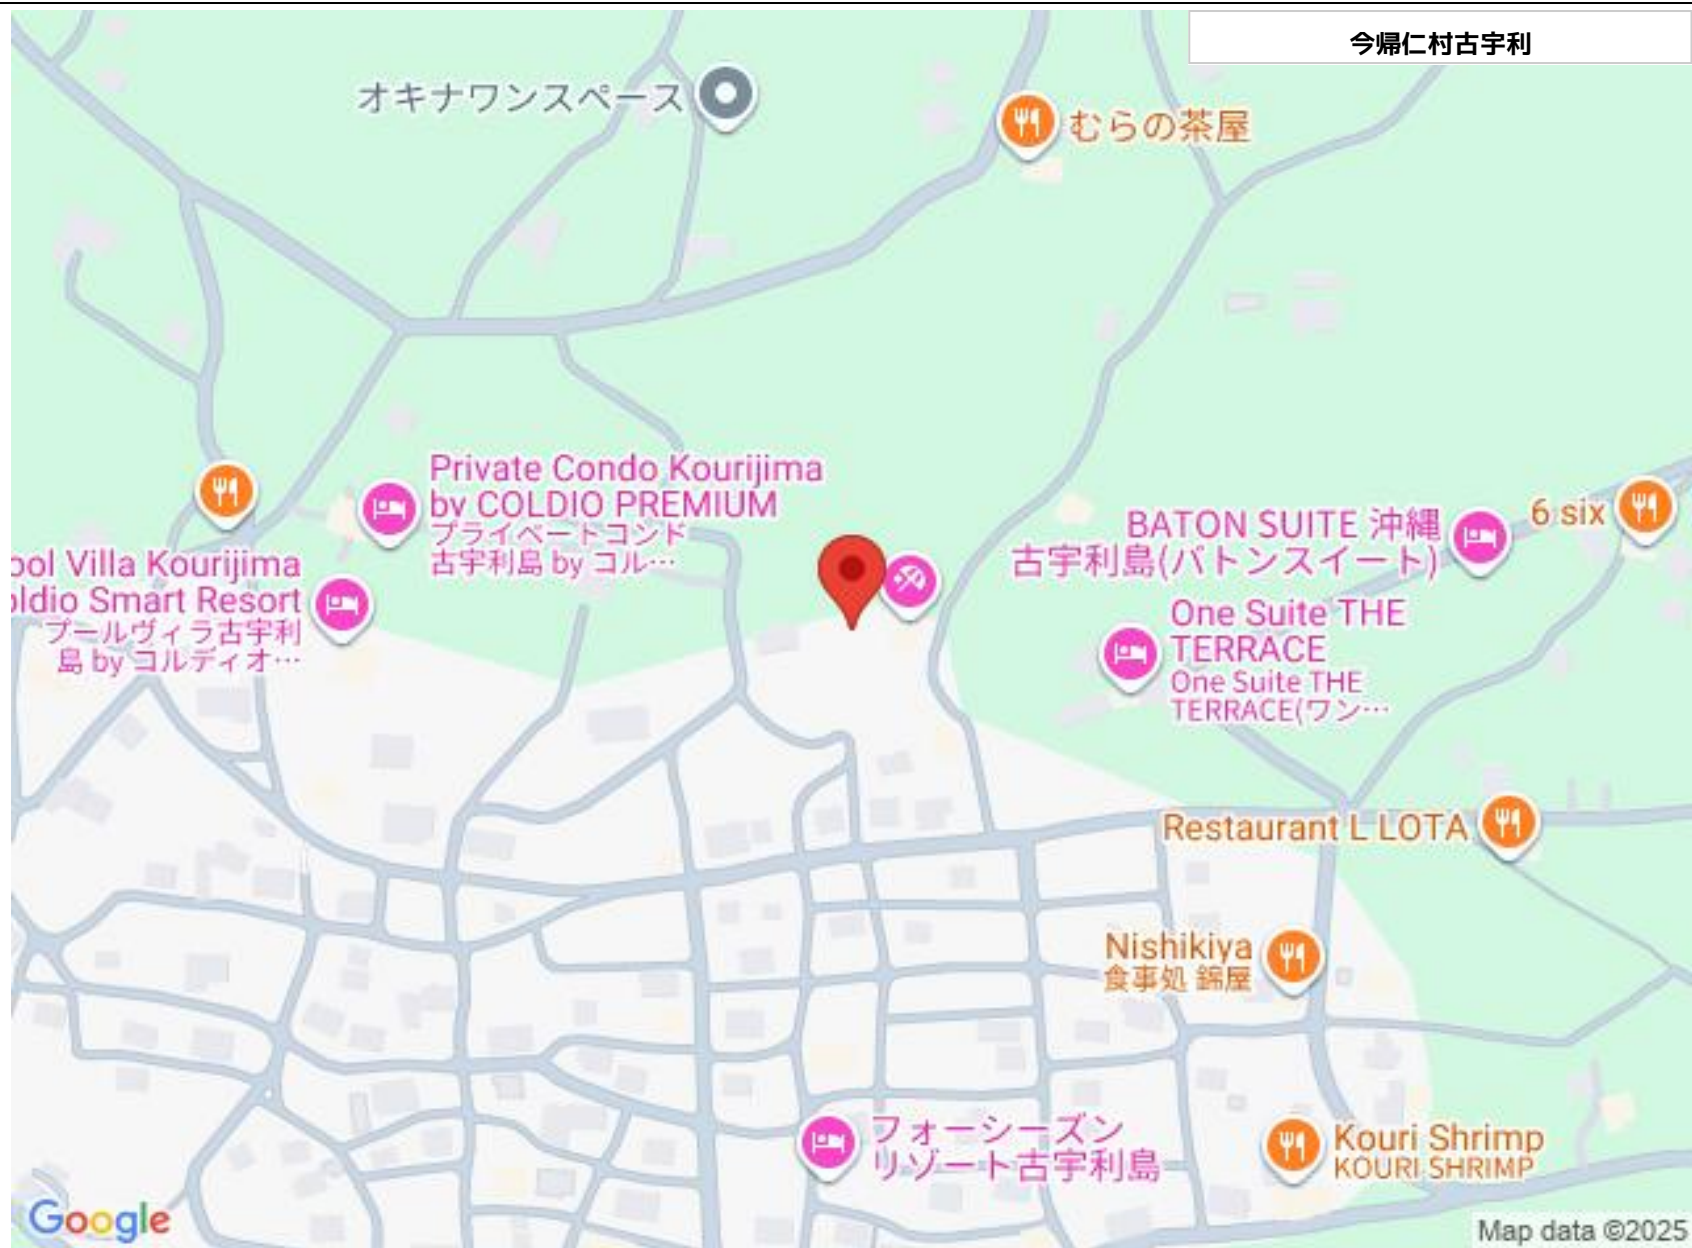 今帰仁村古宇利
オキナワンスペース
むらの茶屋
Private Condo Kourijima
by COLDIO PREMIUM
プライベートコンド
古宇利島 by コル…
ool Villa Kourijima
oldio Smart Resort
プールヴィラ古宇利
島 by コルディオ…
BATON SUITE 沖縄
古宇利島(バトンスイート)
6 six
One Suite THE
TERRACE
One Suite THE
TERRACE(ワン…
Restaurant L LOTA
Nishikiya
食事処 錦屋
フォーシーズン
リゾート古宇利島
Kouri Shrimp
KOURI SHRIMP
Google
Map data ©2025